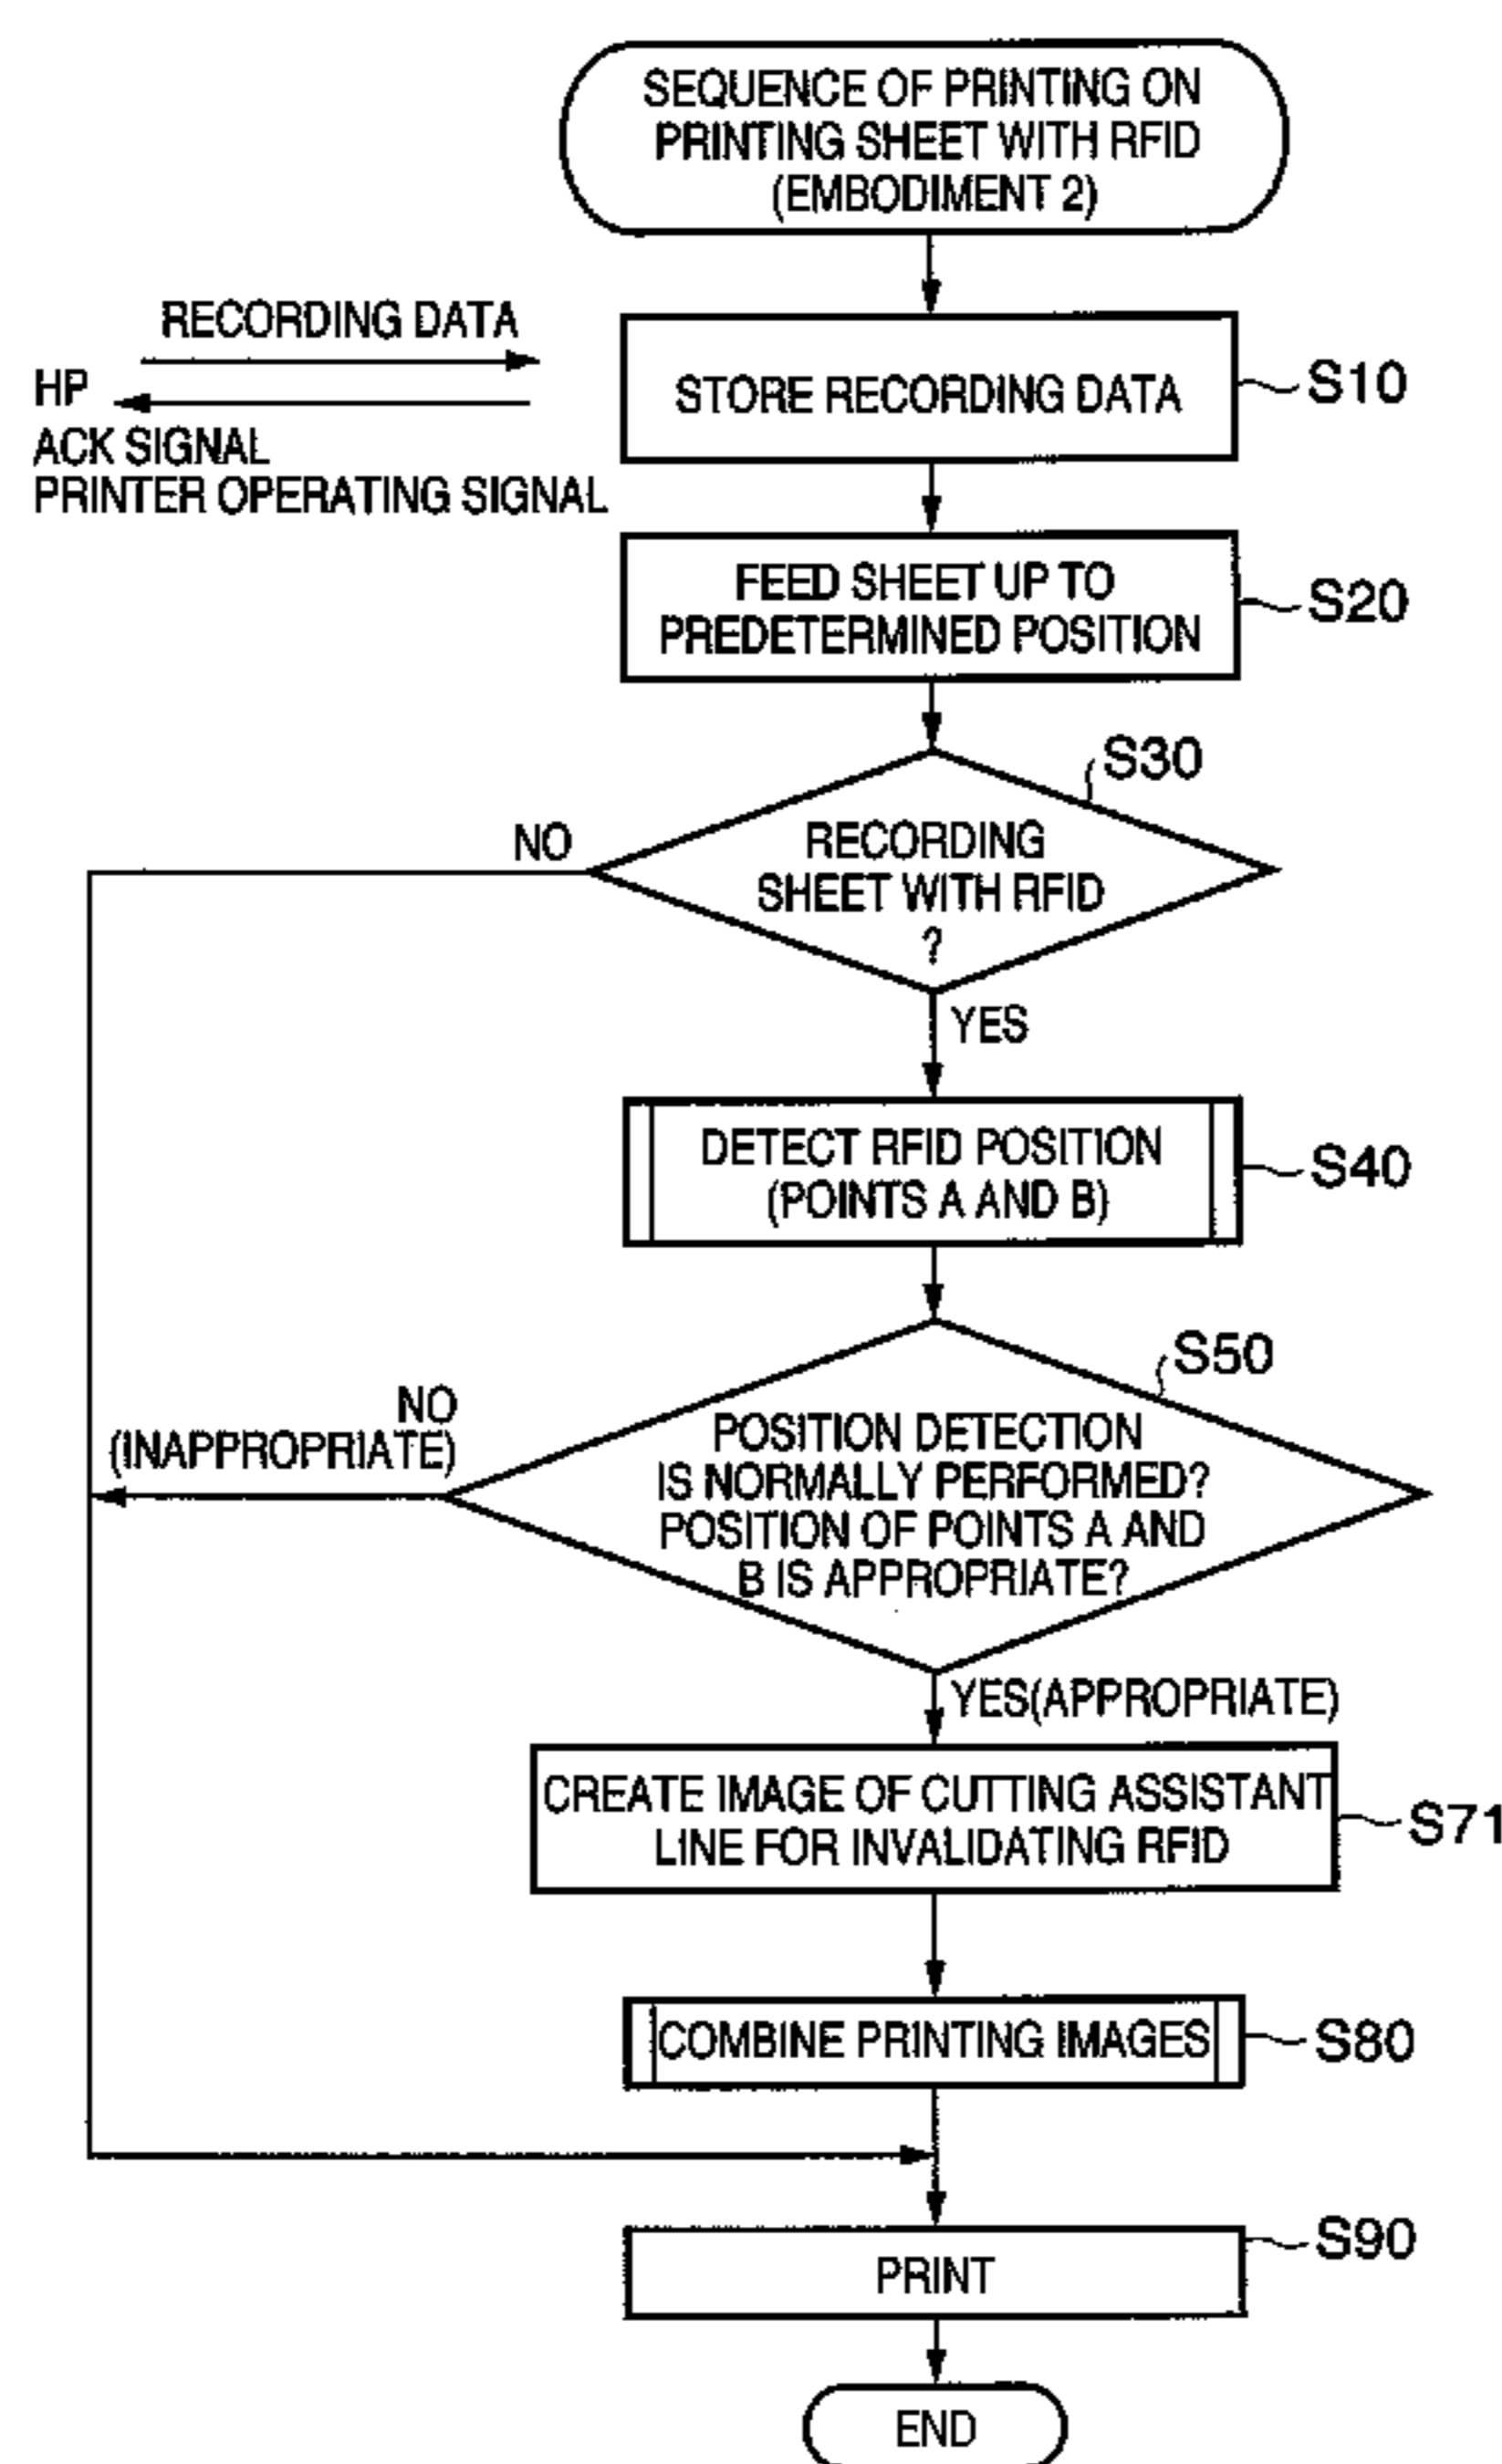 SEQUENCE OF PRINTING ON
PRINTING SHEET WITH RFID
(EMBODIMENT 2)
RECORDING DATA
HP
ACK SIGNAL
PRINTER OPERATING SIGNAL
STORE RECORDING DATA
S10
FEED SHEET UP TO
PREDETERMINED POSITION
S20
S30
NO
RECORDING
SHEET WITH RFID
?
YES
DETECT RFID POSITION
(POINTS A AND B)
S40
S50
NO
(INAPPROPRIATE)
POSITION DETECTION
IS NORMALLY PERFORMED?
POSITION OF POINTS A AND
B IS APPROPRIATE?
YES(APPROPRIATE)
CREATE IMAGE OF CUTTING ASSISTANT
LINE FOR INVALIDATING RFID
S71
COMBINE PRINTING IMAGES
S80
PRINT
S90
END